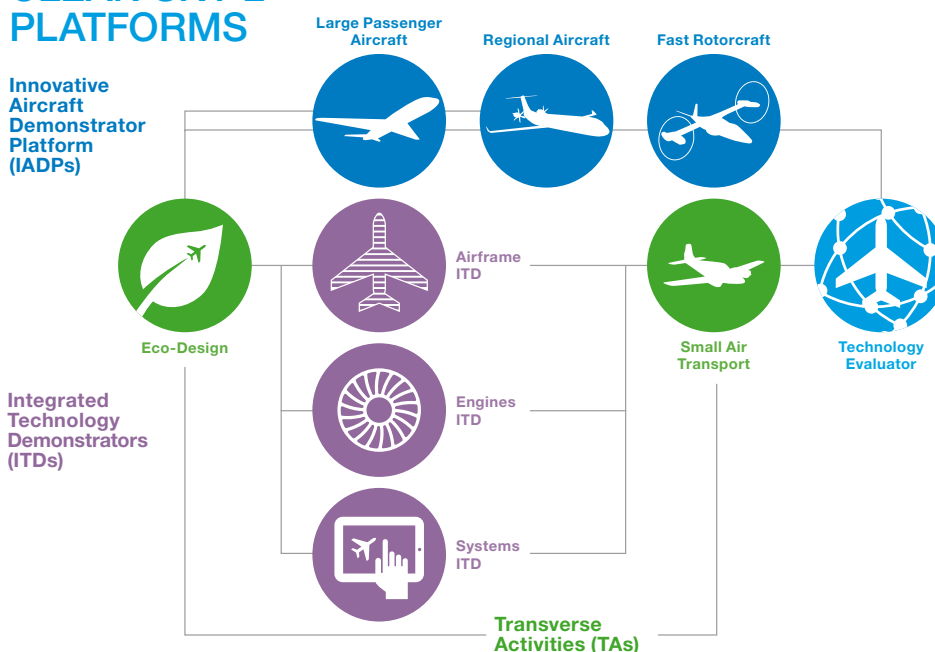 PLATFORMS
Large Passenger
Aircraft
Regional Aircraft
Fast Rotorcraft
Innovative
Aircraft
Demonstrator
Platform
(IADPs)
Airframe
ITD
Eco-Design
Small Air
Transport
Technology
Evaluator
Integrated
Technology
Demonstrators
(ITDs)
Engines
ITD
Systems
ITD
Transverse
Activities (TAs)